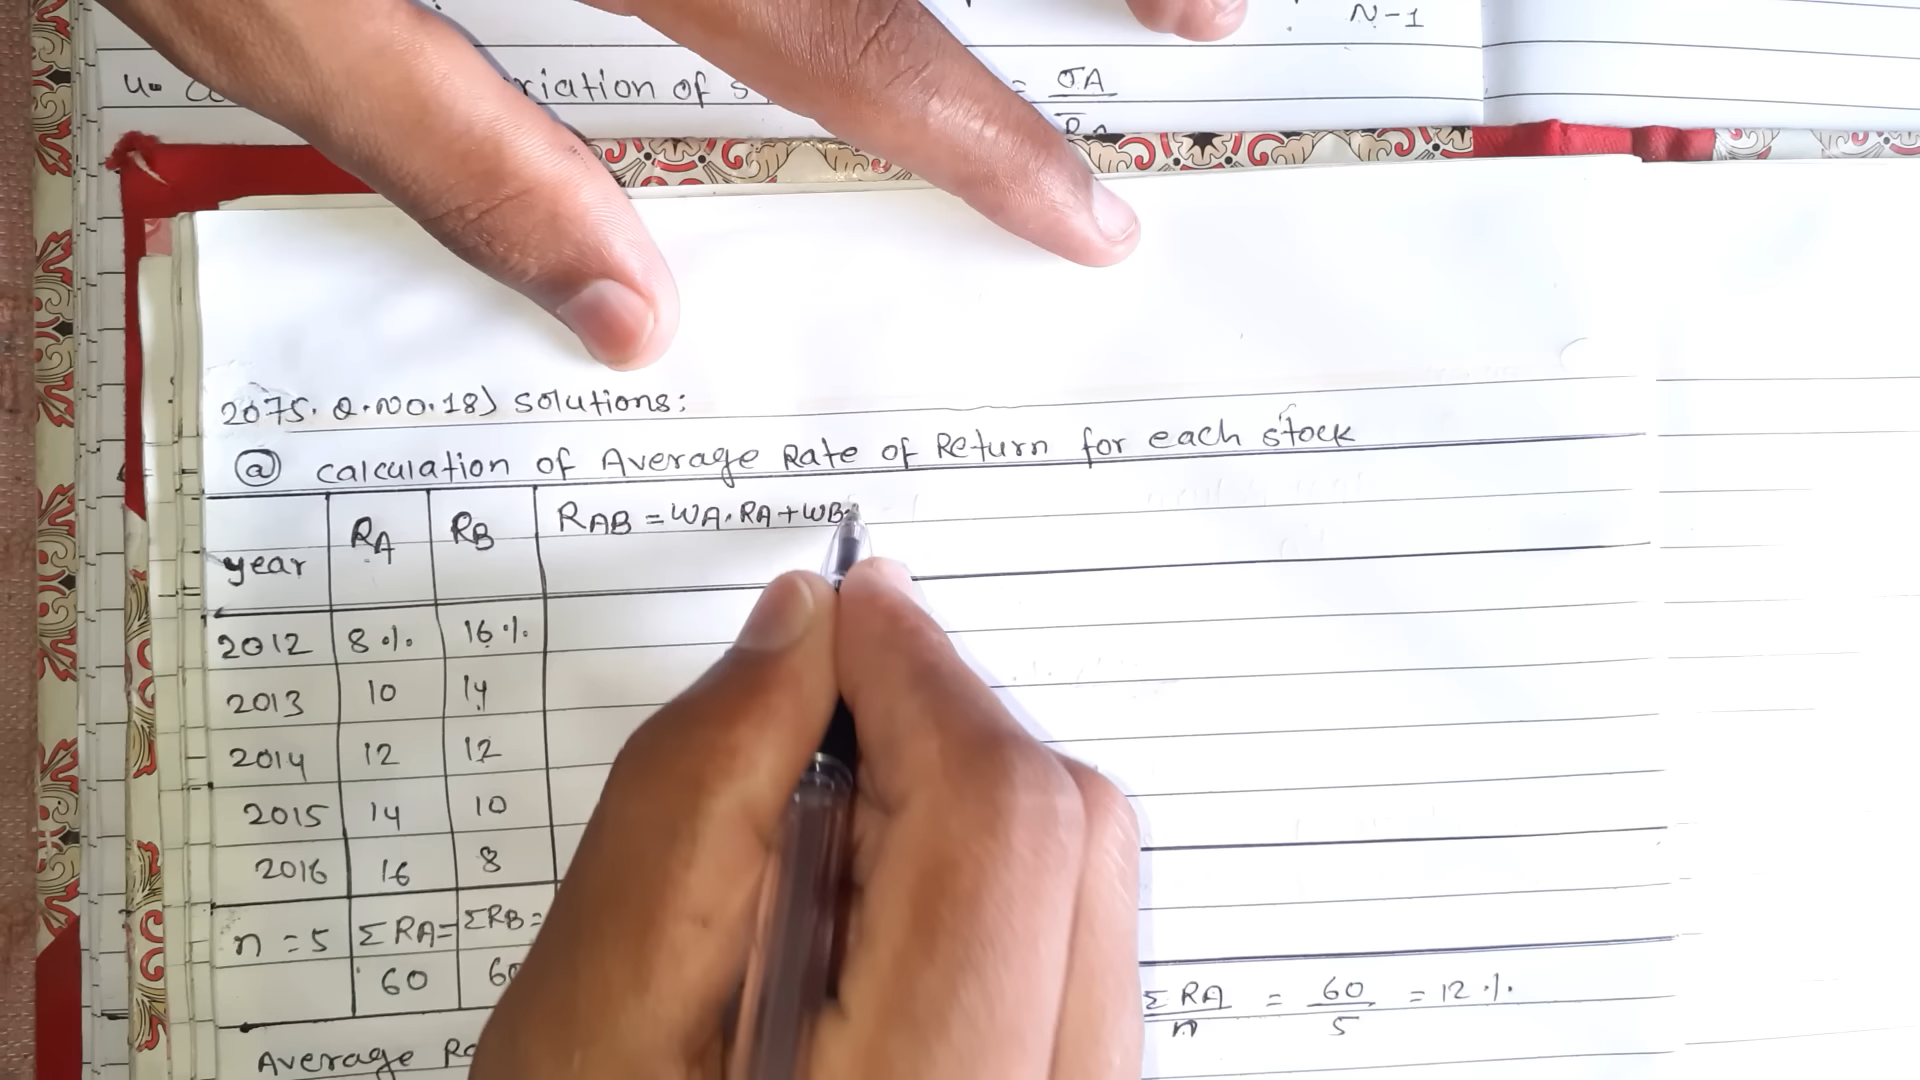 N-1
riation of s = σA
2075. Q.NO.18) solutions:
ⓐ calculation of Average Rate of Return for each stock
year RA RB RAB = WA.RA+WB.
2012 8% 16%
2013 10 14
2014 12 12
2015 14 10
2016 16 8
n = 5 ΣRA= ΣRB=
60 60
ΣRA/n = 60/5 = 12%
Average